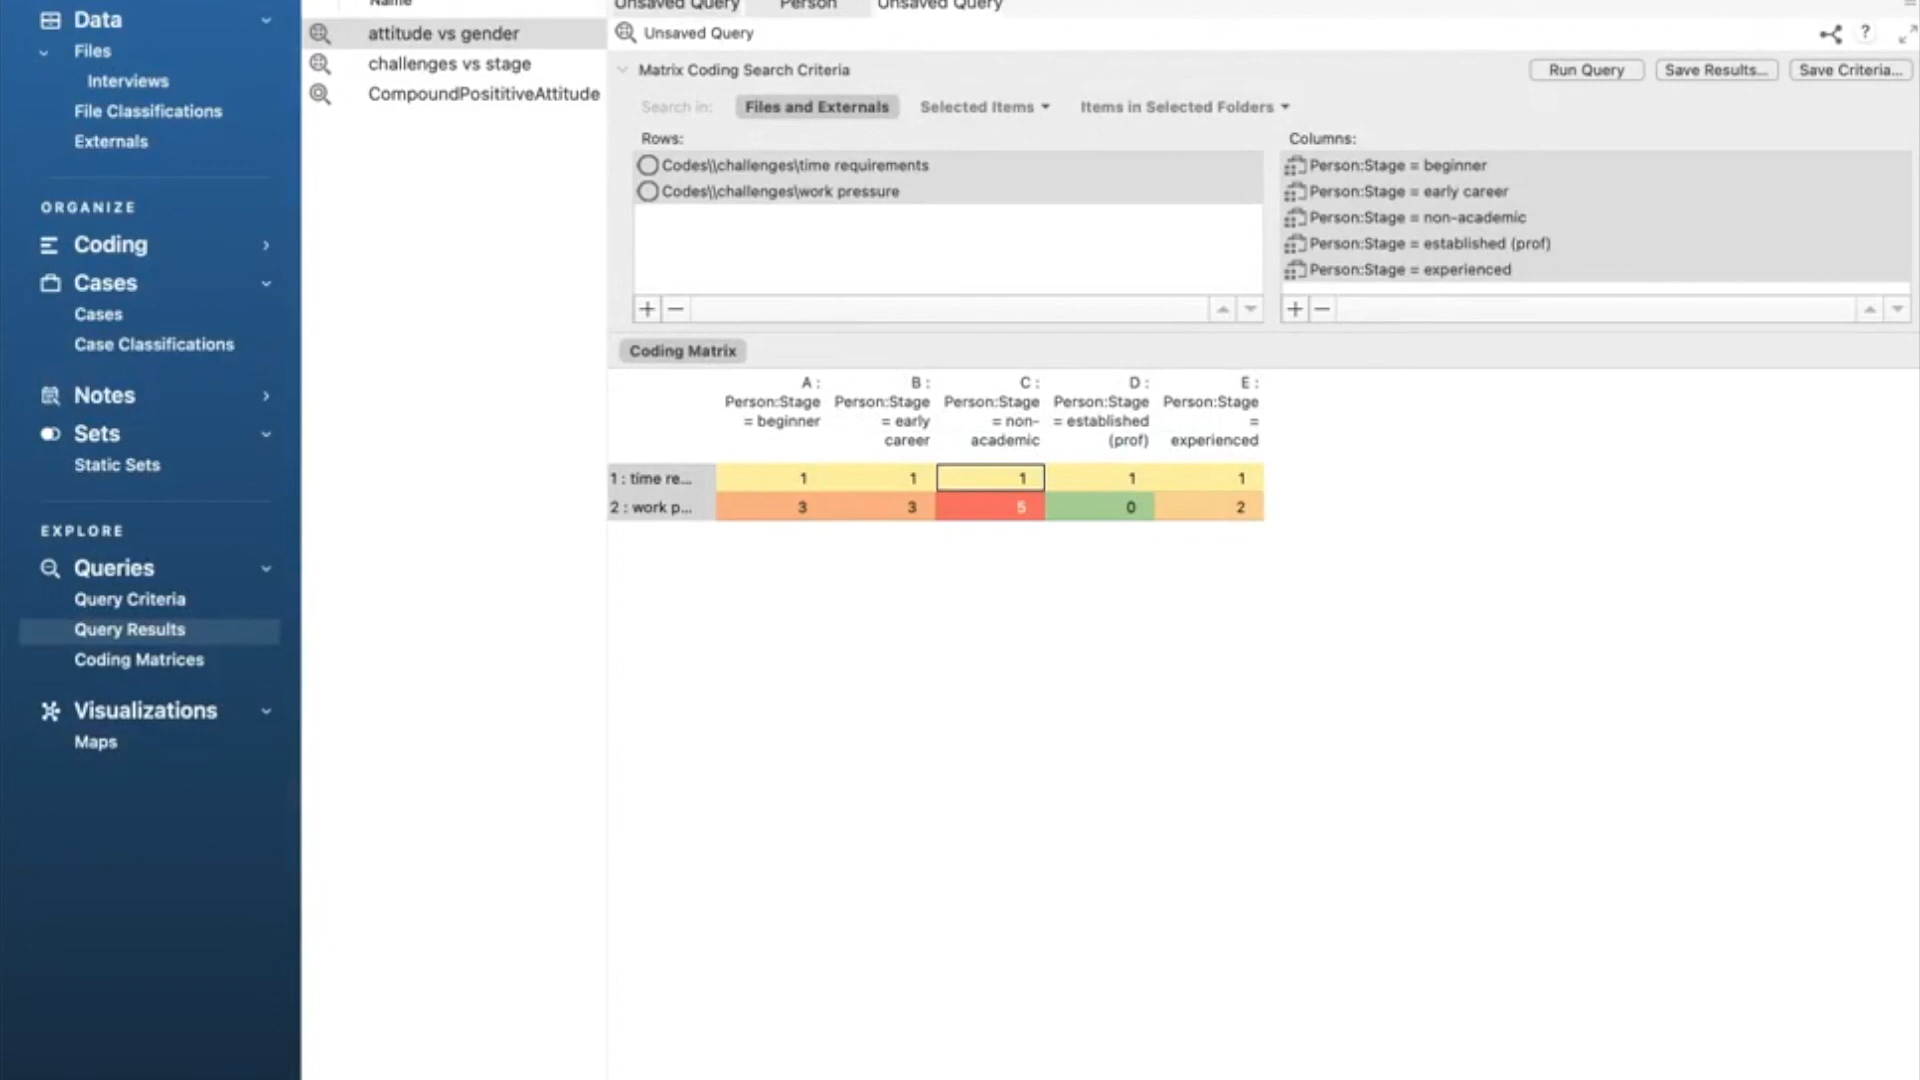 Data
Files
Interviews
File Classifications
Externals
ORGANIZE
Coding
Cases
Cases
Case Classifications
Notes
Sets
Static Sets
EXPLORE
Queries
Query Criteria
Query Results
Coding Matrices
Visualizations
Maps
Name
attitude vs gender
challenges vs stage
CompoundPosititiveAttitude
Unsaved Query Person Unsaved Query
Unsaved Query ?
Matrix Coding Search Criteria Run Query Save Results... Save Criteria...
Search in: Files and Externals Selected Items Items in Selected Folders
Rows:
Codes\\challenges\time requirements
Codes\\challenges\work pressure
Columns:
Person:Stage = beginner
Person:Stage = early career
Person:Stage = non-academic
Person:Stage = established (prof)
Person:Stage = experienced
Coding Matrix
A : Person:Stage = beginner
B : Person:Stage = early career
C : Person:Stage = non-academic
D : Person:Stage = established (prof)
E : Person:Stage = experienced
1 : time re... 1 1 1 1 1
2 : work p... 3 3 5 0 2